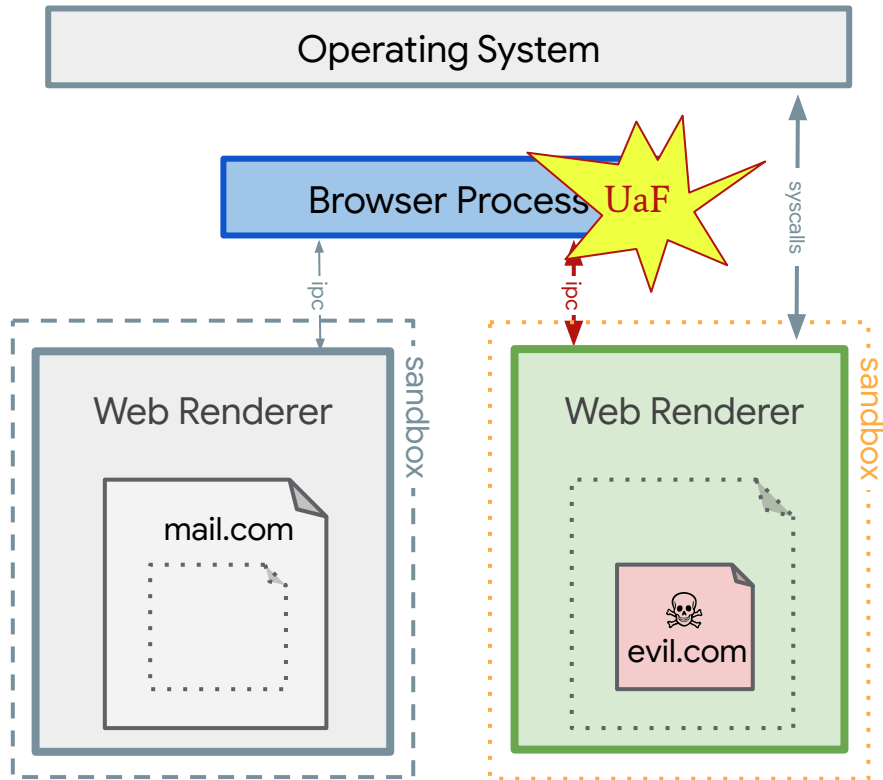 Operating System
Browser Process
UaF
syscalls
ipc
ipc
sandbox
Web Renderer
mail.com
sandbox
Web Renderer
evil.com